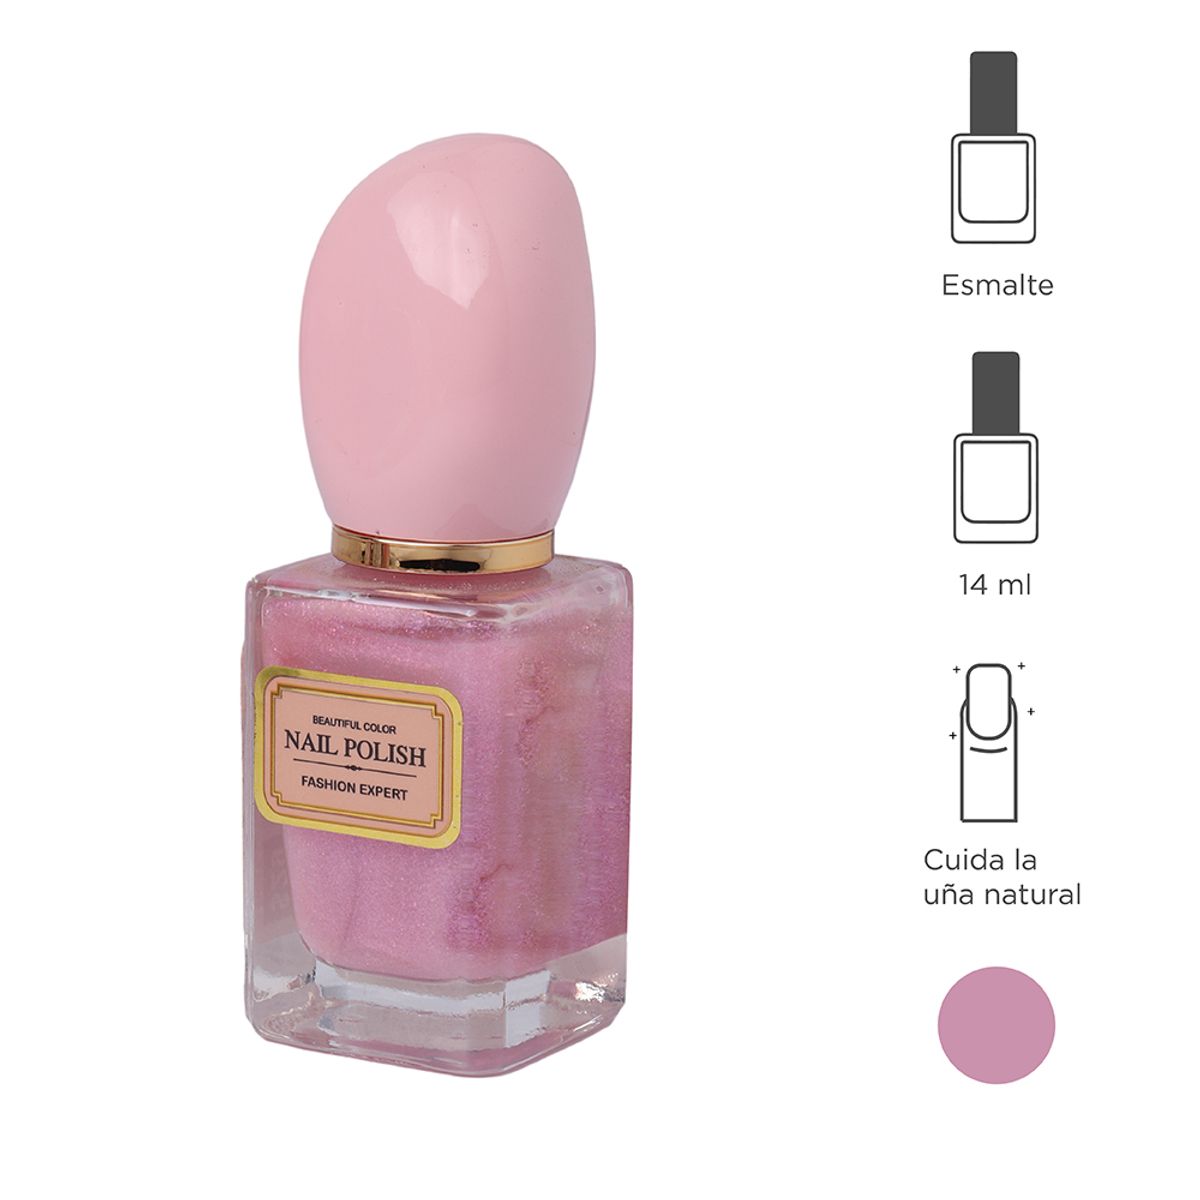 BEAUTIFUL COLOR
NAIL POLISH
FASHION EXPERT
Esmalte
14 ml
Cuida la
uña natural